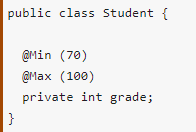 public class Student {
@Min (70)
@Max (100)
private int grade;
}